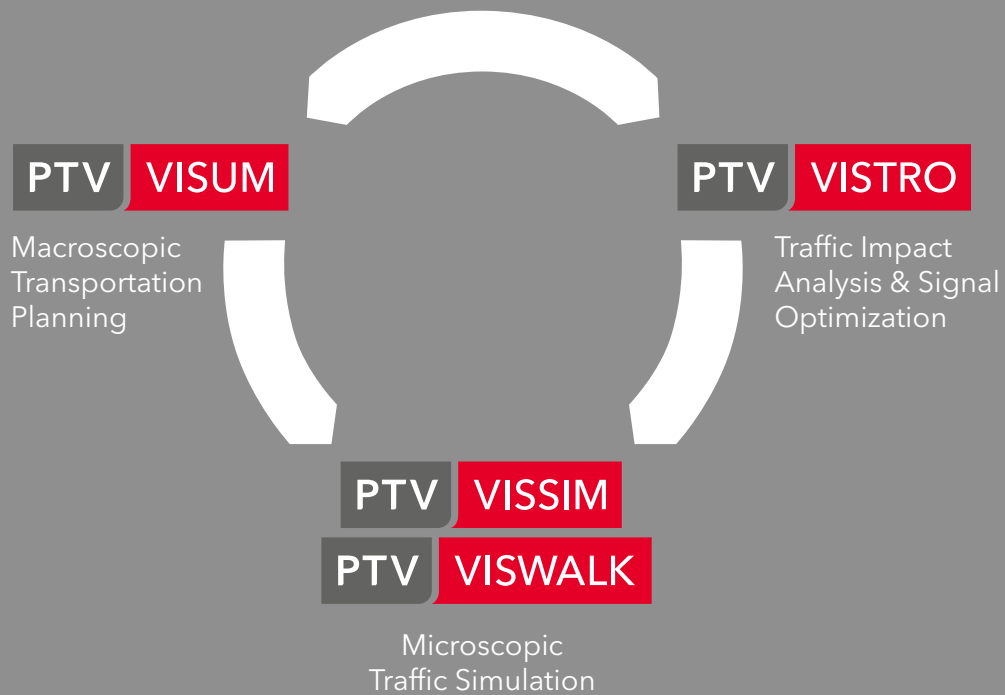 PTV VISUM
Macroscopic
Transportation
Planning
PTV VISTRO
Traffic Impact
Analysis & Signal
Optimization
PTV VISSIM
PTV VISWALK
Microscopic
Traffic Simulation